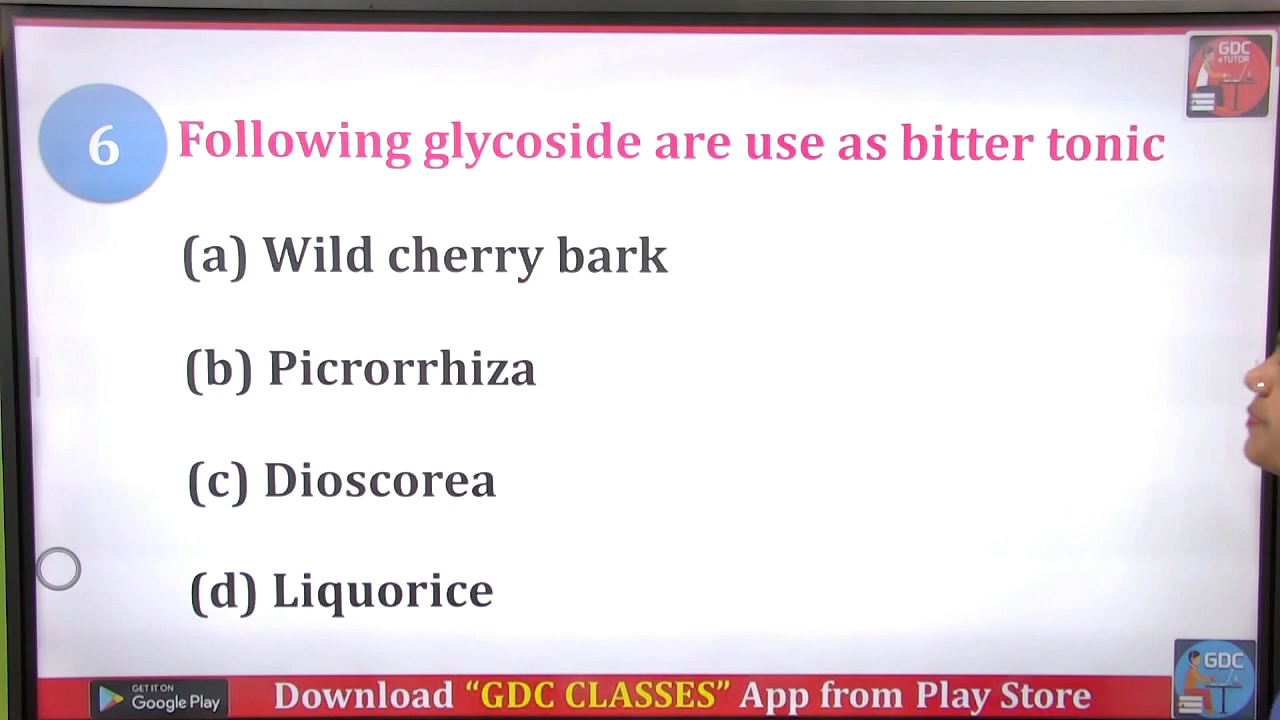 GDC
eTUTOR
6 Following glycoside are use as bitter tonic
(a) Wild cherry bark
(b) Picrorrhiza
(c) Dioscorea
(d) Liquorice
GET IT ON
Google Play
Download “GDC CLASSES” App from Play Store
GDC